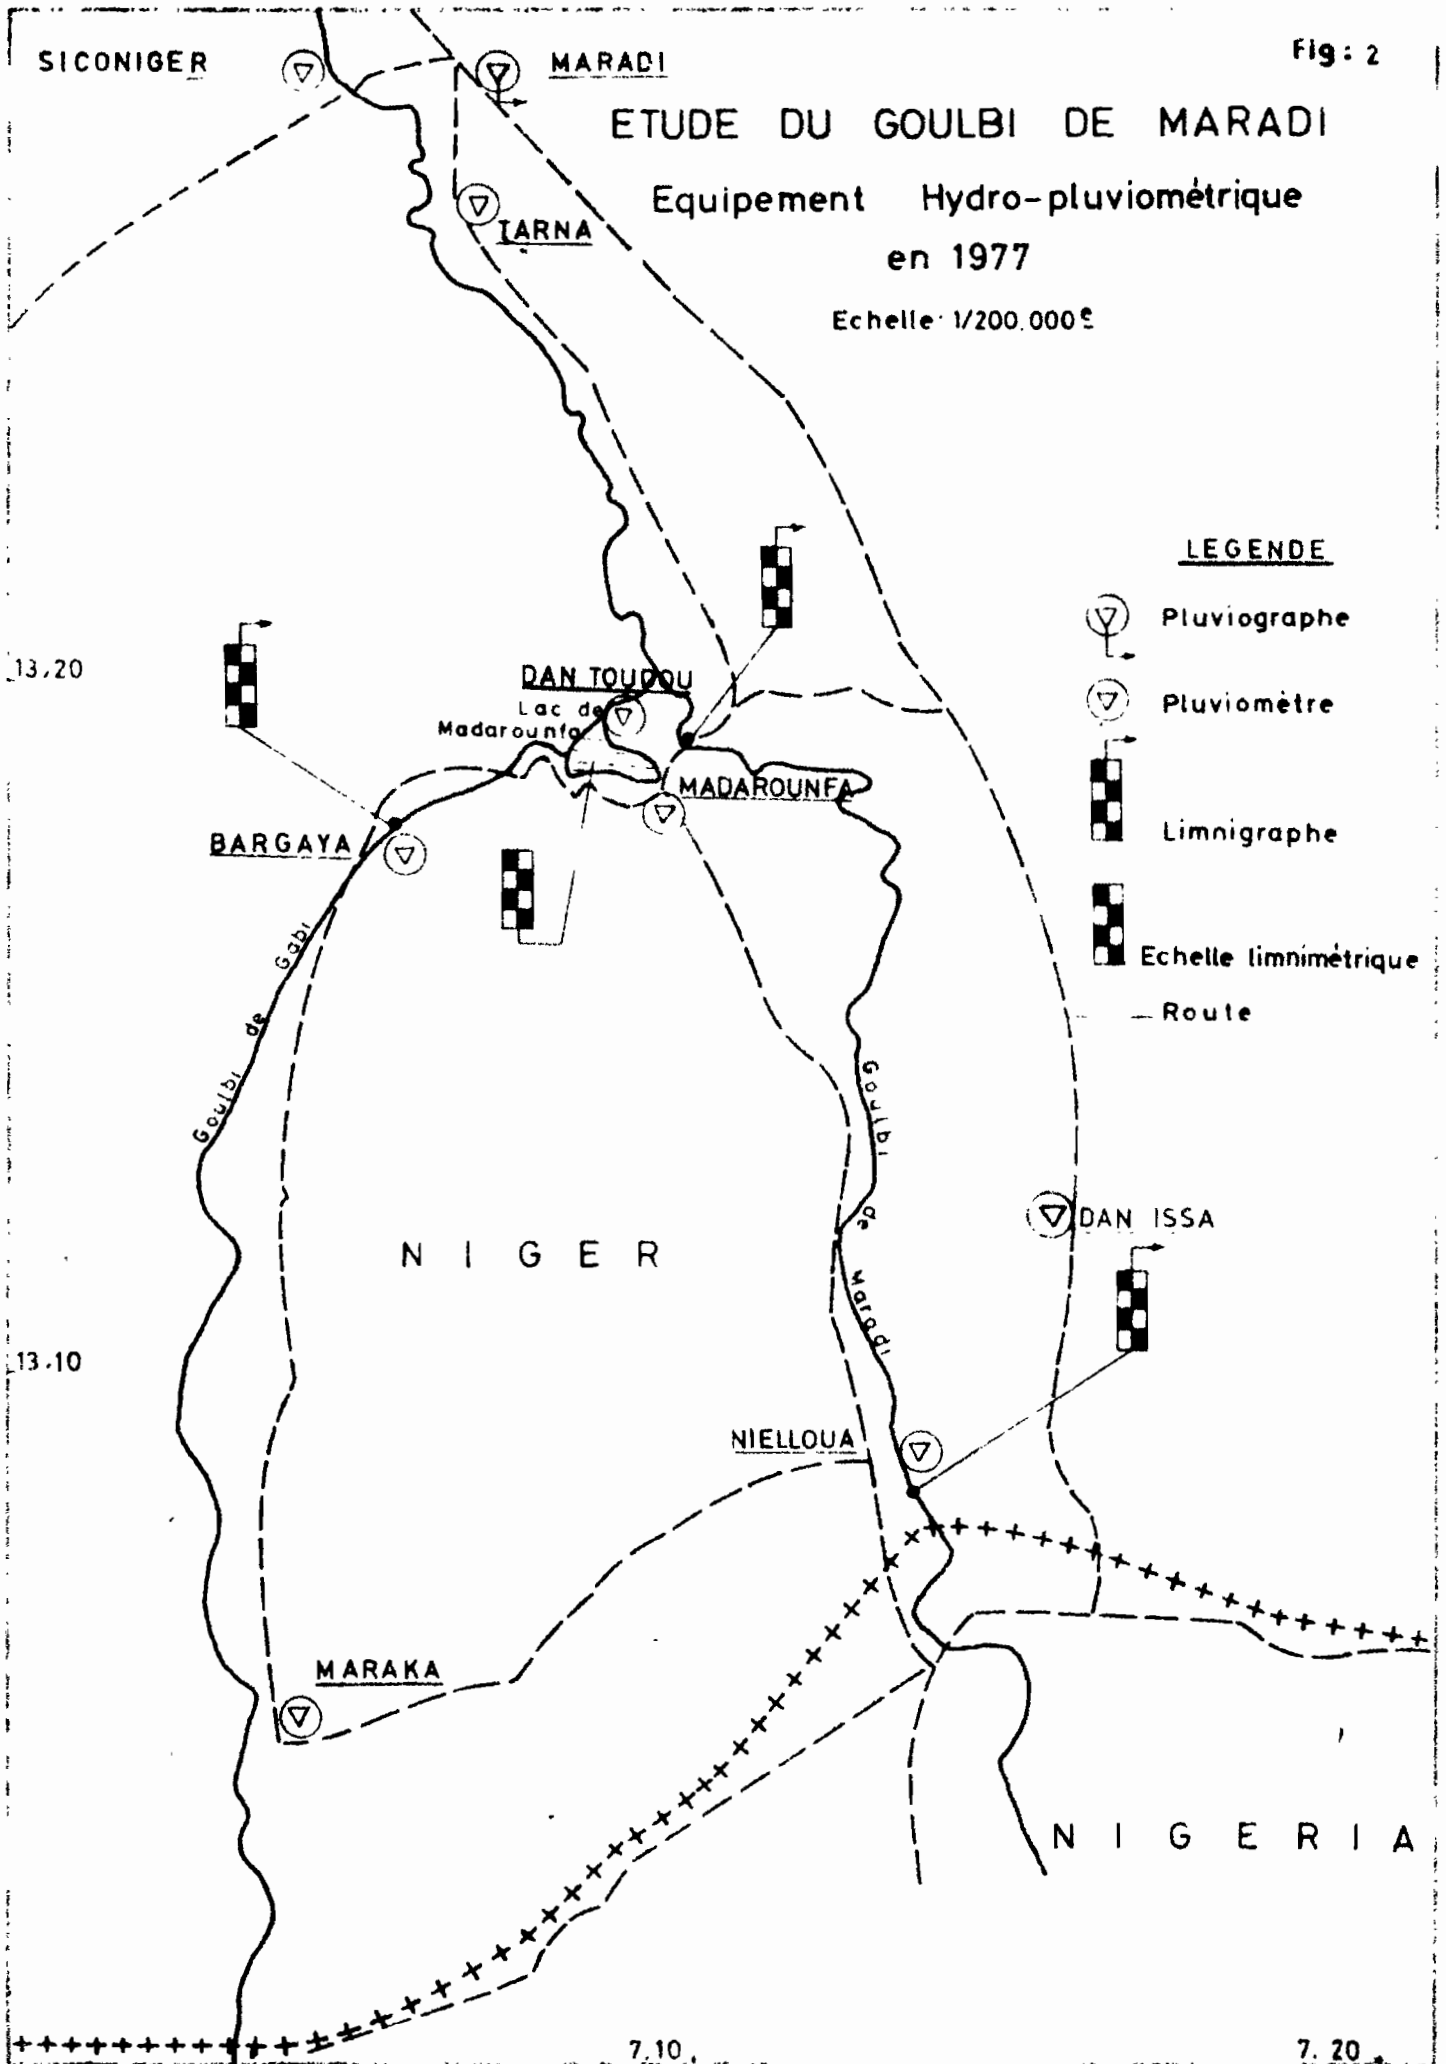 Fig: 2
SICONIGER
MARADI
ETUDE DU GOULBI DE MARADI
Equipement Hydro-pluviométrique
en 1977
Echelle 1/200.000e
TARNA
LEGENDE
Pluviographe
Pluviomètre
Limnigraphe
Echelle limnimétrique
Route
13.20
DAN TOUDOU
Lac de
Madarounfa
MADAROUNFA
BARGAYA
Goulbi de Gabi
Goulbi de Maradi
DAN ISSA
NIGER
13.10
NIELLOUA
MARAKA
NIGERIA
7.10
7.20